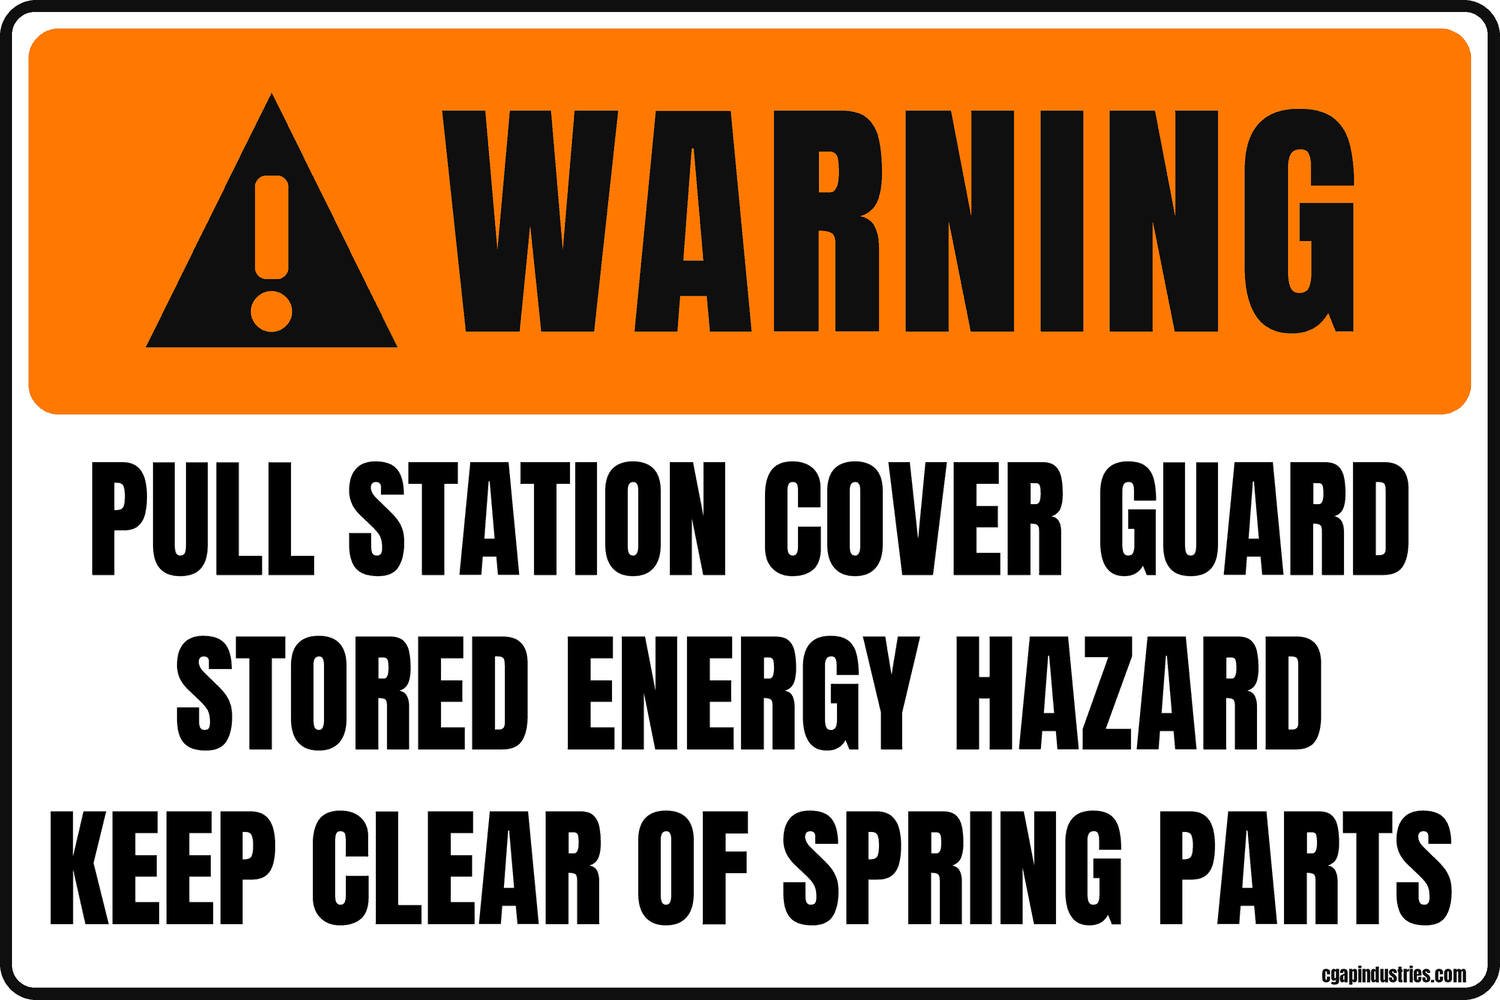 WARNING
PULL STATION COVER GUARD
STORED ENERGY HAZARD
KEEP CLEAR OF SPRING PARTS
cgapindustries.com